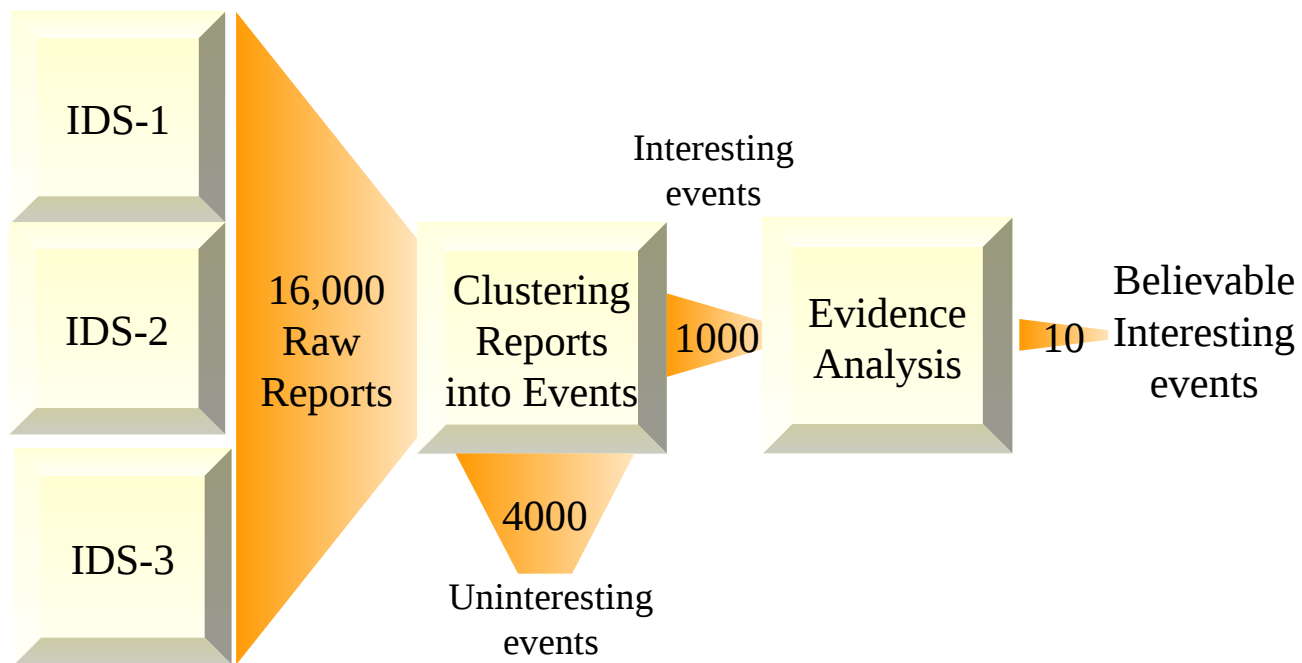 IDS-1
IDS-2
IDS-3
16,000
Raw
Reports
Clustering
Reports
into Events
4000
Uninteresting
events
Interesting
events
1000
Evidence
Analysis
10
Believable
Interesting
events